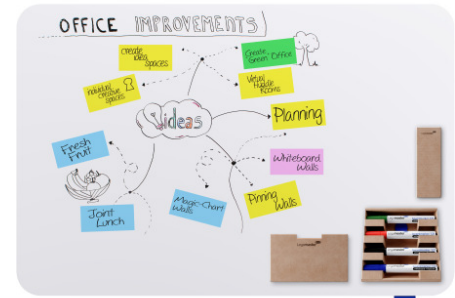 OFFICE IMPROVEMENTS
create
idea
spaces
Create
Green Office
individual
creative
spaces
Virtual
Huddle
Rooms
ideas
Planning
Fresh
Fruit
Whiteboard
Walls
Joint
Lunch
Magic-Chart
Walls
Pinning
Walls